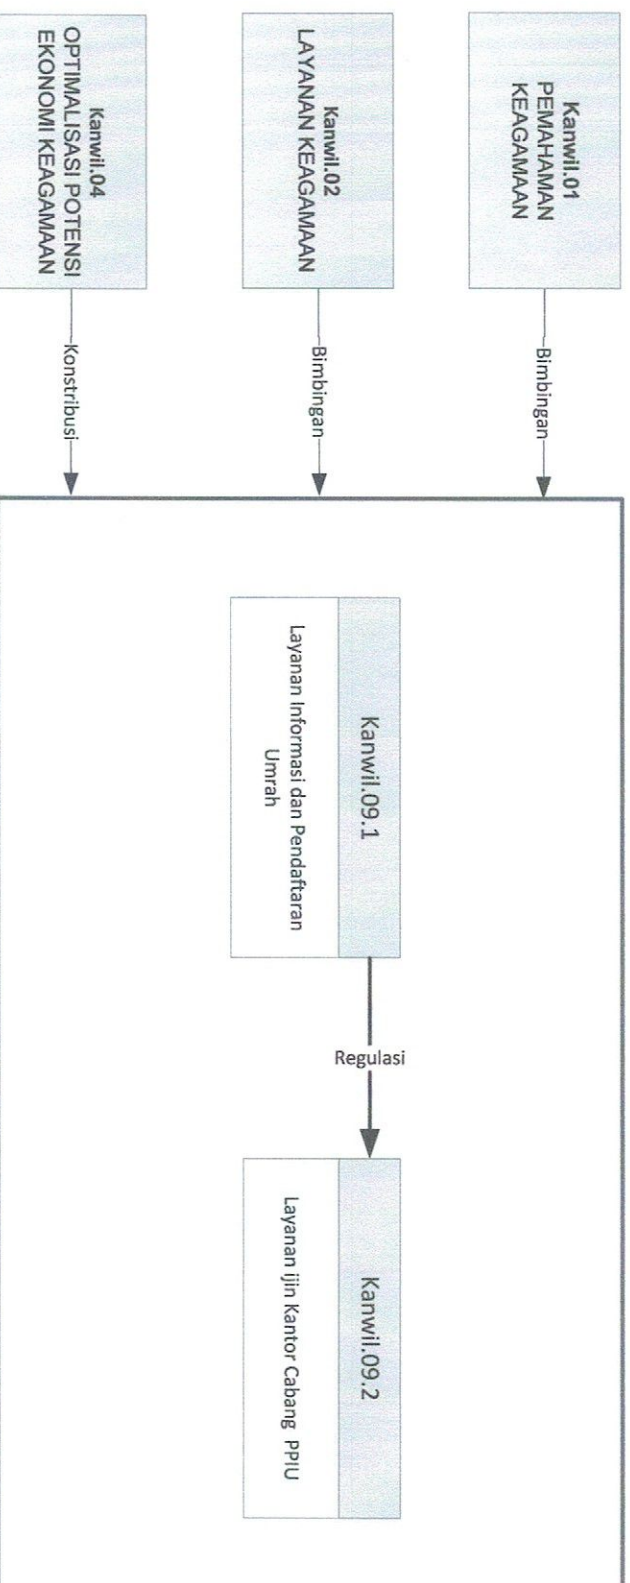 Kanwil.01
PEMAHAMAN
KEAGAMAAN
Bimbingan
Kanwil.02
LAYANAN KEAGAMAAN
Bimbingan
Kanwil.04
OPTIMALISASI POTENSI
EKONOMI KEAGAMAAN
Konstribusi
Kanwil.09.1
Layanan Informasi dan Pendaftaran
Umrah
Regulasi
Kanwil.09.2
Layanan ijin Kantor Cabang PPIU